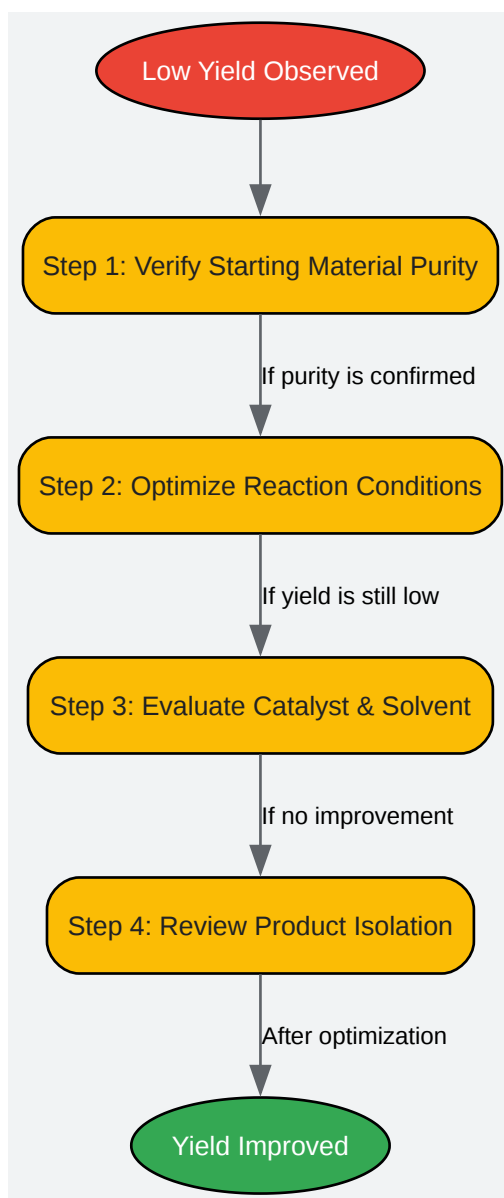 Low Yield Observed
Step 1: Verify Starting Material Purity
If purity is confirmed
Step 2: Optimize Reaction Conditions
If yield is still low
Step 3: Evaluate Catalyst & Solvent
If no improvement
Step 4: Review Product Isolation
After optimization
Yield Improved